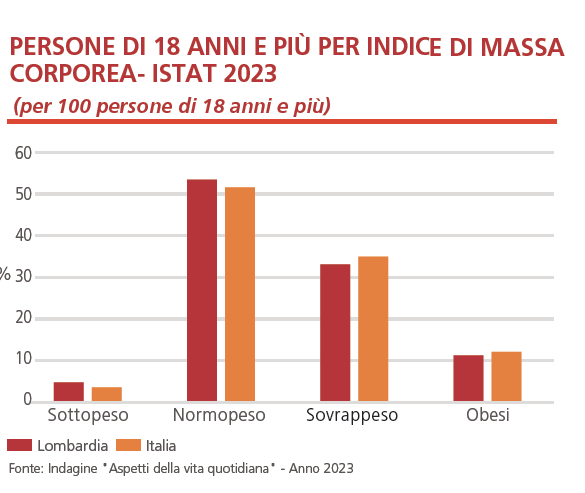 PERSONE DI 18 ANNI E PIÙ PER INDICE DI MASSA
CORPOREA- ISTAT 2023
(per 100 persone di 18 anni e più)
60
50
40
% 30
20
10
0
Sottopeso Normopeso Sovrappeso Obesi
Lombardia Italia
Fonte: Indagine "Aspetti della vita quotidiana" - Anno 2023